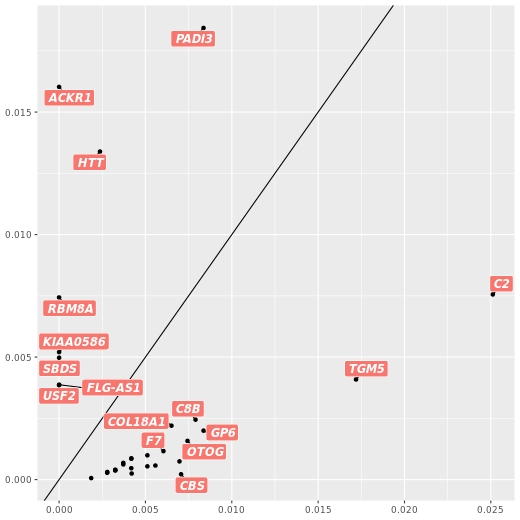 PADI3
ACKR1
0.015
HTT
0.010
C2
RBM8A
KIAA0586
0.005
SBDS
TGM5
FLG-AS1
USF2
C8B
COL18A1
GP6
F7
OTOG
0.000
CBS
0.000 0.005 0.010 0.015 0.020 0.025